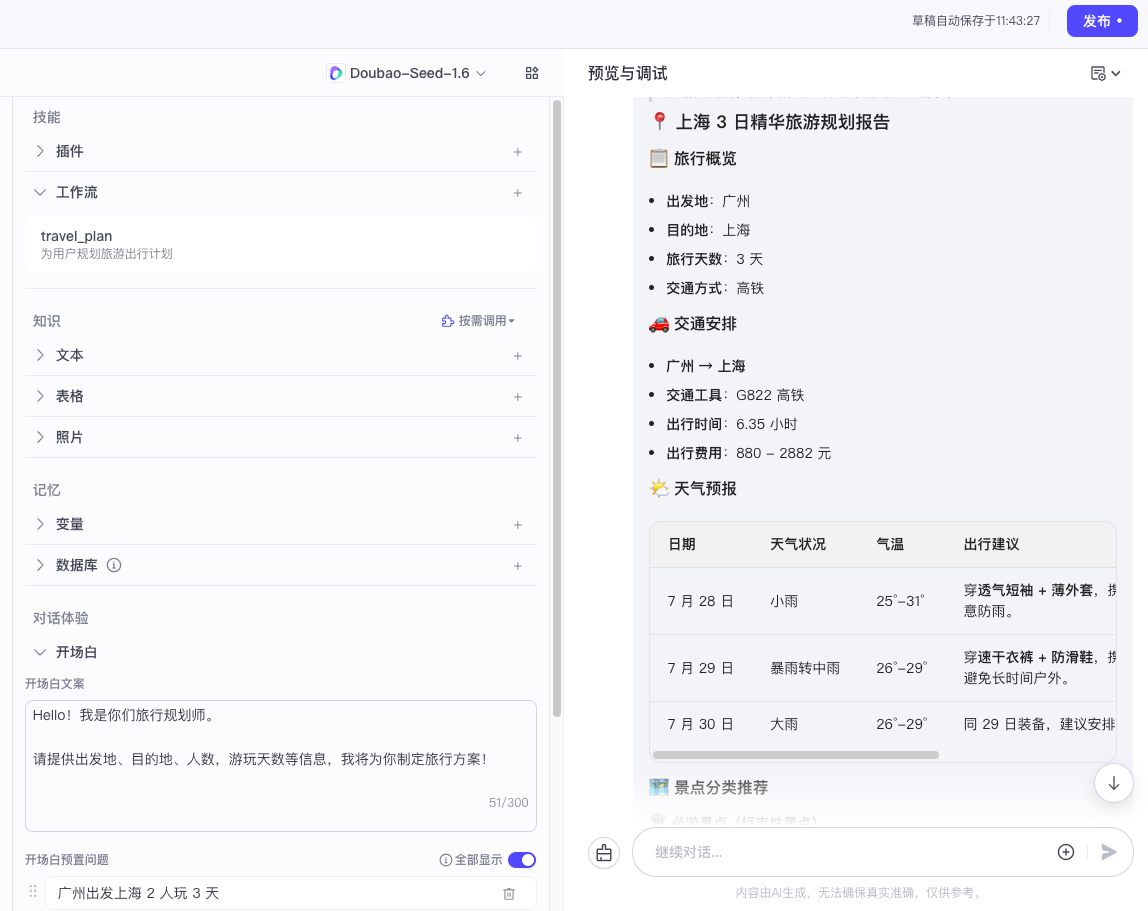 草稿自动保存于11:43:27
发布
Doubao-Seed-1.6
预览与调试
技能
插件
工作流
travel_plan
为用户规划旅游出行计划
知识
按需调用
文本
表格
照片
记忆
变量
数据库
对话体验
开场白
开场白文案
Hello！我是你们旅行规划师。
请提供出发地、目的地、人数，游玩天数等信息，我将为你制定旅行方案！
51/300
开场白预置问题
全部显示
广州出发上海 2 人玩 3 天
上海 3 日精华旅游规划报告
旅行概览
出发地：广州
目的地：上海
旅行天数：3 天
交通方式：高铁
交通安排
广州 → 上海
交通工具：G822 高铁
出行时间：6.35 小时
出行费用：880 - 2882 元
天气预报
日期 天气状况 气温 出行建议
7 月 28 日 小雨 25°-31° 穿透气短袖 + 薄外套，
意防雨。
7 月 29 日 暴雨转中雨 26°-29° 穿速干衣裤 + 防滑鞋，
避免长时间户外。
7 月 30 日 大雨 26°-29° 同 29 日装备，建议安排
景点分类推荐
必游景点（标志性景点）
继续对话...
内容由AI生成，无法确保真实准确，仅供参考。